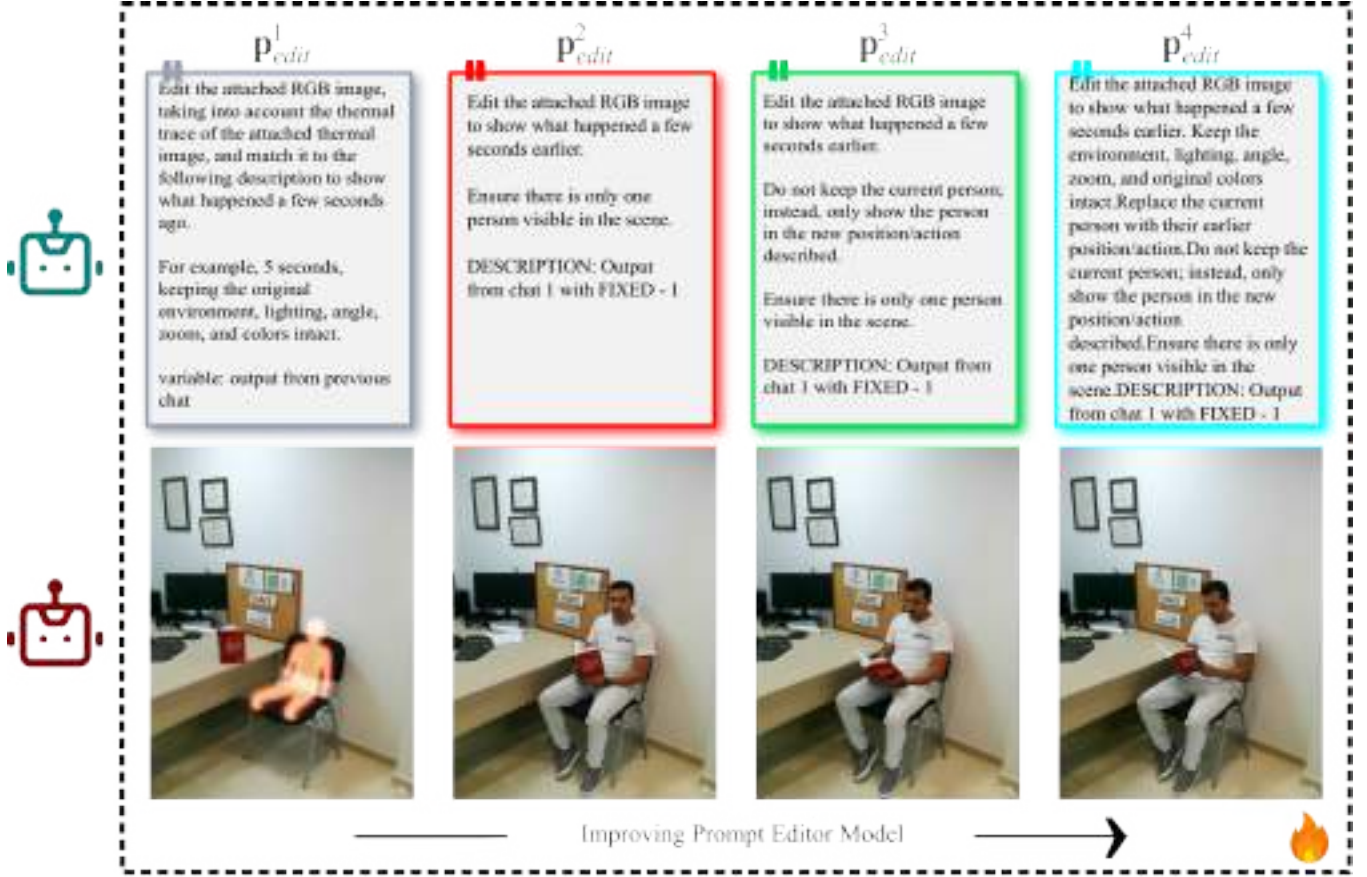 p^1_edit
Edit the attached RGB image,
taking into account the thermal
trace of the attached thermal
image, and match it to the
following description to show
what happened a few seconds
ago.
For example, 5 seconds,
keeping the original
environment, lighting, angle,
zoom, and colors intact.
variable: output from previous
chat
p^2_edit
Edit the attached RGB image
to show what happened a few
seconds earlier.
Ensure there is only one
person visible in the scene.
DESCRIPTION: Output
from chat 1 with FIXED - 1
p^3_edit
Edit the attached RGB image
to show what happened a few
seconds earlier.
Do not keep the current person;
instead, only show the person
in the new position/action
described.
Ensure there is only one person
visible in the scene.
DESCRIPTION: Output from
chat 1 with FIXED - 1
p^4_edit
Edit the attached RGB image
to show what happened a few
seconds earlier. Keep the
environment, lighting, angle,
zoom, and original colors
intact.Replace the current
person with their earlier
position/action.Do not keep the
current person; instead, only
show the person in the new
position/action
described.Ensure there is only
one person visible in the
scene.DESCRIPTION: Output
from chat 1 with FIXED - 1
Improving Prompt Editor Model